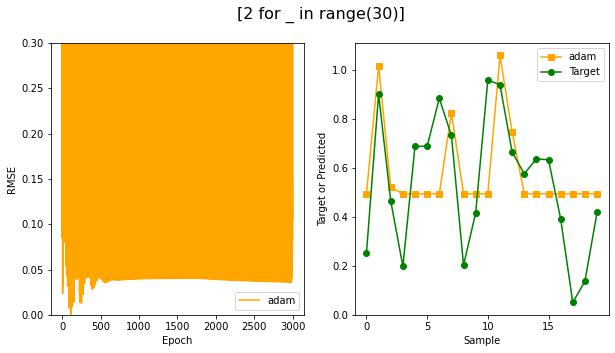 [2 for _ in range(30)]
0.30
0.25
0.20
0.15
0.10
0.05
0.00
RMSE
0 500 1000 1500 2000 2500 3000
Epoch
adam
1.0
0.8
0.6
0.4
0.2
0.0
Target or Predicted
0 5 10 15
Sample
adam
Target